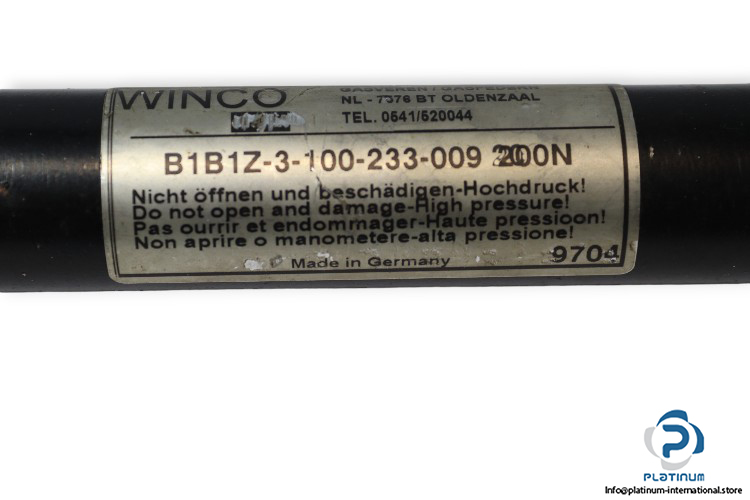 WINCO
GASVEREN / GASFEDERN
NL - 7576 BT OLDENZAAL
TEL. 0541/520044
B1B1Z-3-100-233-009 200N
Nicht öffnen und beschädigen-Hochdruck!
Do not open and damage-High pressure!
Pas ourrir et endommager-Haute pressioon!
Non aprire o manometere-alta pressione!
Made in Germany
9704
PLATINUM
Info@platinum-international.store